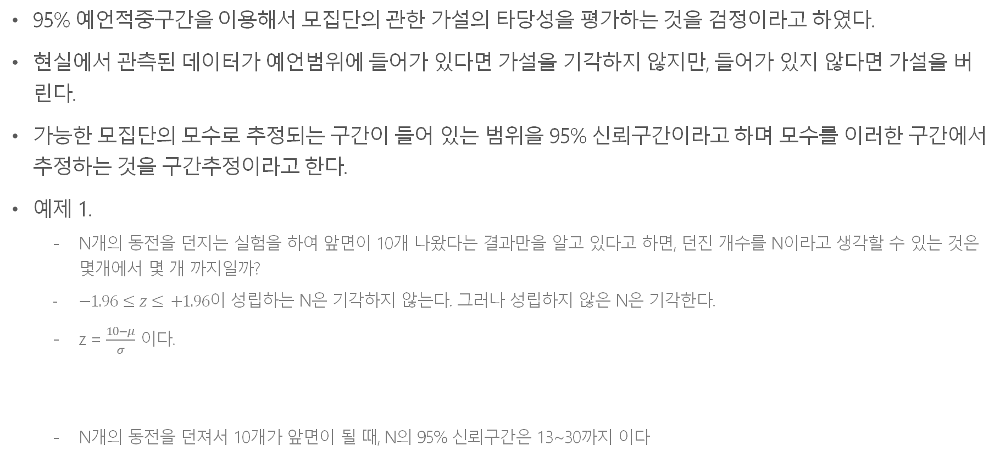 • 95% 예언적중구간을 이용해서 모집단의 관한 가설의 타당성을 평가하는 것을 검정이라고 하였다.
• 현실에서 관측된 데이터가 예언범위에 들어가 있다면 가설을 기각하지 않지만, 들어가 있지 않다면 가설을 버
린다.
• 가능한 모집단의 모수로 추정되는 구간이 들어 있는 범위을 95% 신뢰구간이라고 하며 모수를 이러한 구간에서
추정하는 것을 구간추정이라고 한다.
• 예제 1.
- N개의 동전을 던지는 실험을 하여 앞면이 10개 나왔다는 결과만을 알고 있다고 하면, 던진 개수를 N이라고 생각할 수 있는 것은
몇개에서 몇 개 까지일까?
- −1.96 ≤ z ≤ +1.96이 성립하는 N은 기각하지 않는다. 그러나 성립하지 않은 N은 기각한다.
- z = \frac{10−μ}{σ} 이다.
- N개의 동전을 던져서 10개가 앞면이 될 때, N의 95% 신뢰구간은 13~30까지 이다